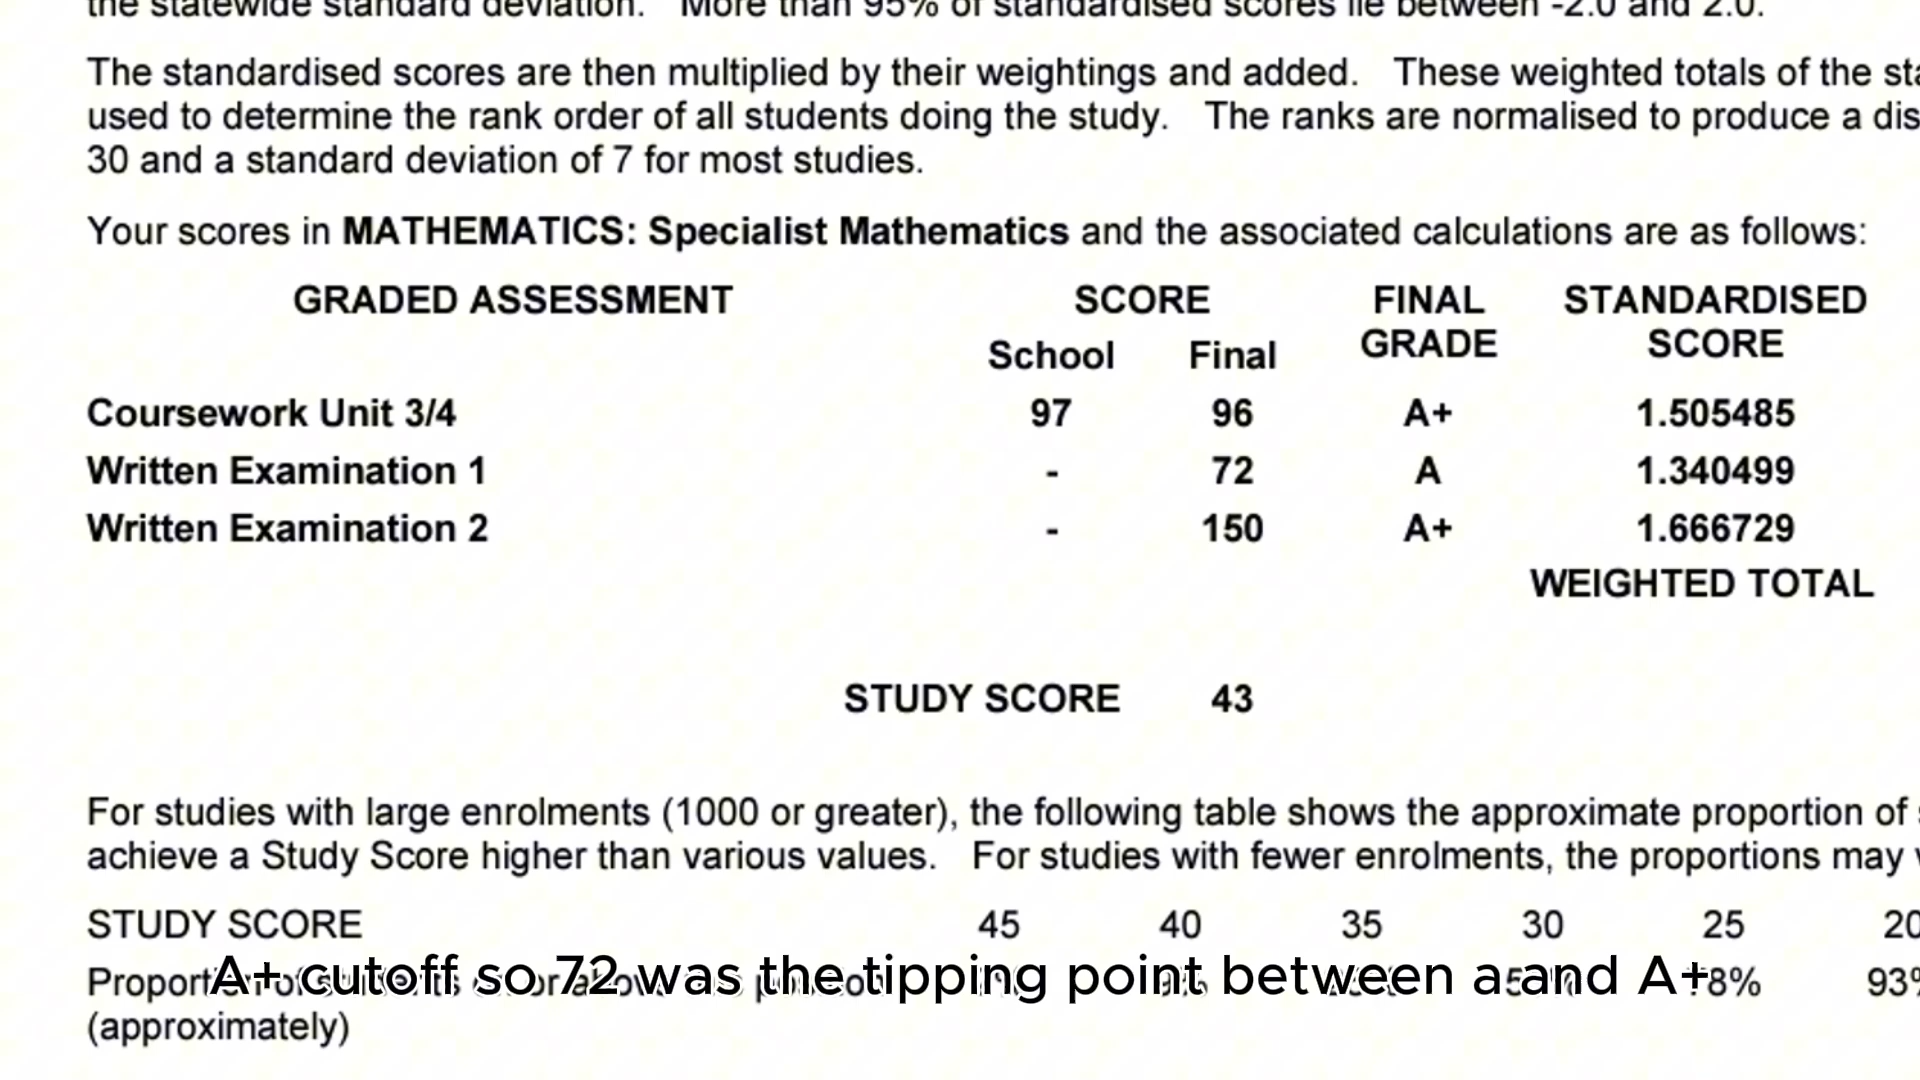 the statewide standard deviation. More than 95% of standardised scores lie between -2.0 and 2.0.
The standardised scores are then multiplied by their weightings and added. These weighted totals of the
used to determine the rank order of all students doing the study. The ranks are normalised to produce a
30 and a standard deviation of 7 for most studies.
Your scores in MATHEMATICS: Specialist Mathematics and the associated calculations are as follows:
GRADED ASSESSMENT SCORE FINAL STANDARDISED
School Final GRADE SCORE
Coursework Unit 3/4 97 96 A+ 1.505485
Written Examination 1 - 72 A 1.340499
Written Examination 2 - 150 A+ 1.666729
WEIGHTED TOTAL
STUDY SCORE 43
For studies with large enrolments (1000 or greater), the following table shows the approximate proportion of
achieve a Study Score higher than various values. For studies with fewer enrolments, the proportions may
STUDY SCORE 45 40 35 30 25 20
A+ cutoff so 72 was the tipping point between a and A+
(approximately)